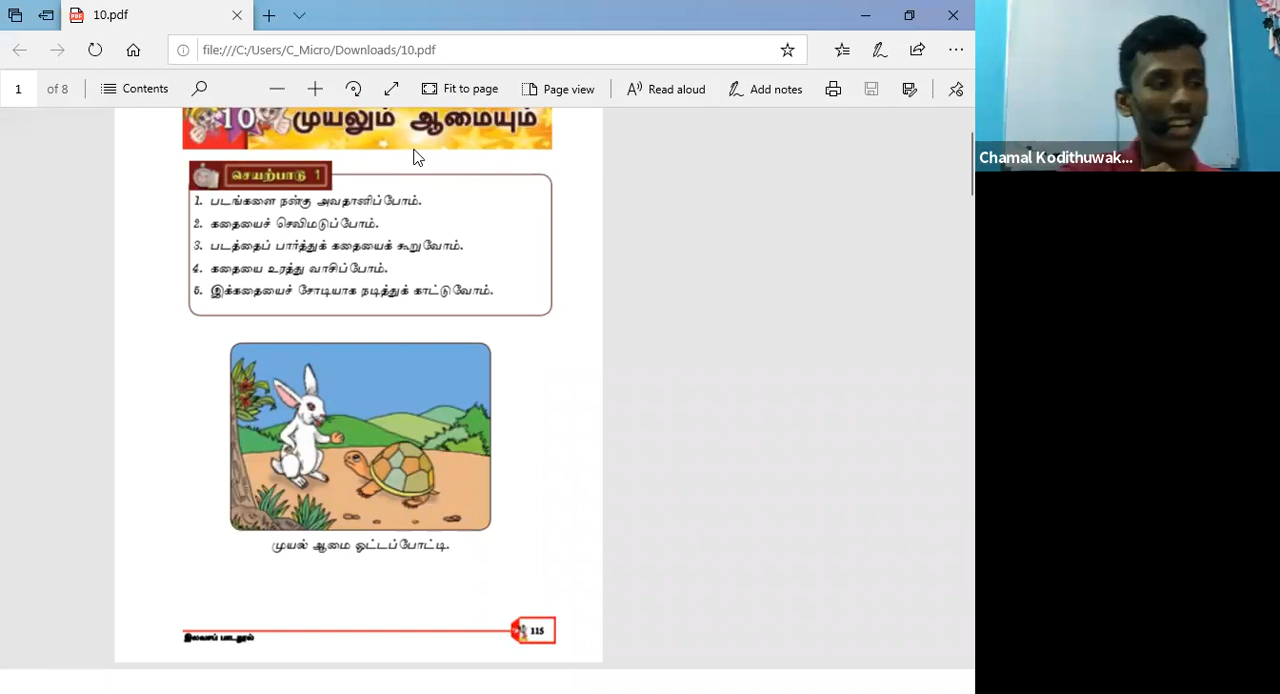 10.pdf
file:///C:/Users/C_Micro/Downloads/10.pdf
1 of 8 Contents Fit to page Page view Read aloud Add notes
10 முயலும் ஆமையும்
செயற்பாடு 1
1. படங்களை நன்கு அவதானிப்போம்.
2. கதையைச் செவிமடுப்போம்.
3. படத்தைப் பார்த்துக் கதையைக் கூறுவோம்.
4. கதையை உரத்து வாசிப்போம்.
5. இக்கதையைச் சோடியாக நடித்துக் காட்டுவோம்.
முயல் ஆமை ஓட்டப்போட்டி.
இலவசப் பாடநூல்
115
Chamal Kodithuwak...